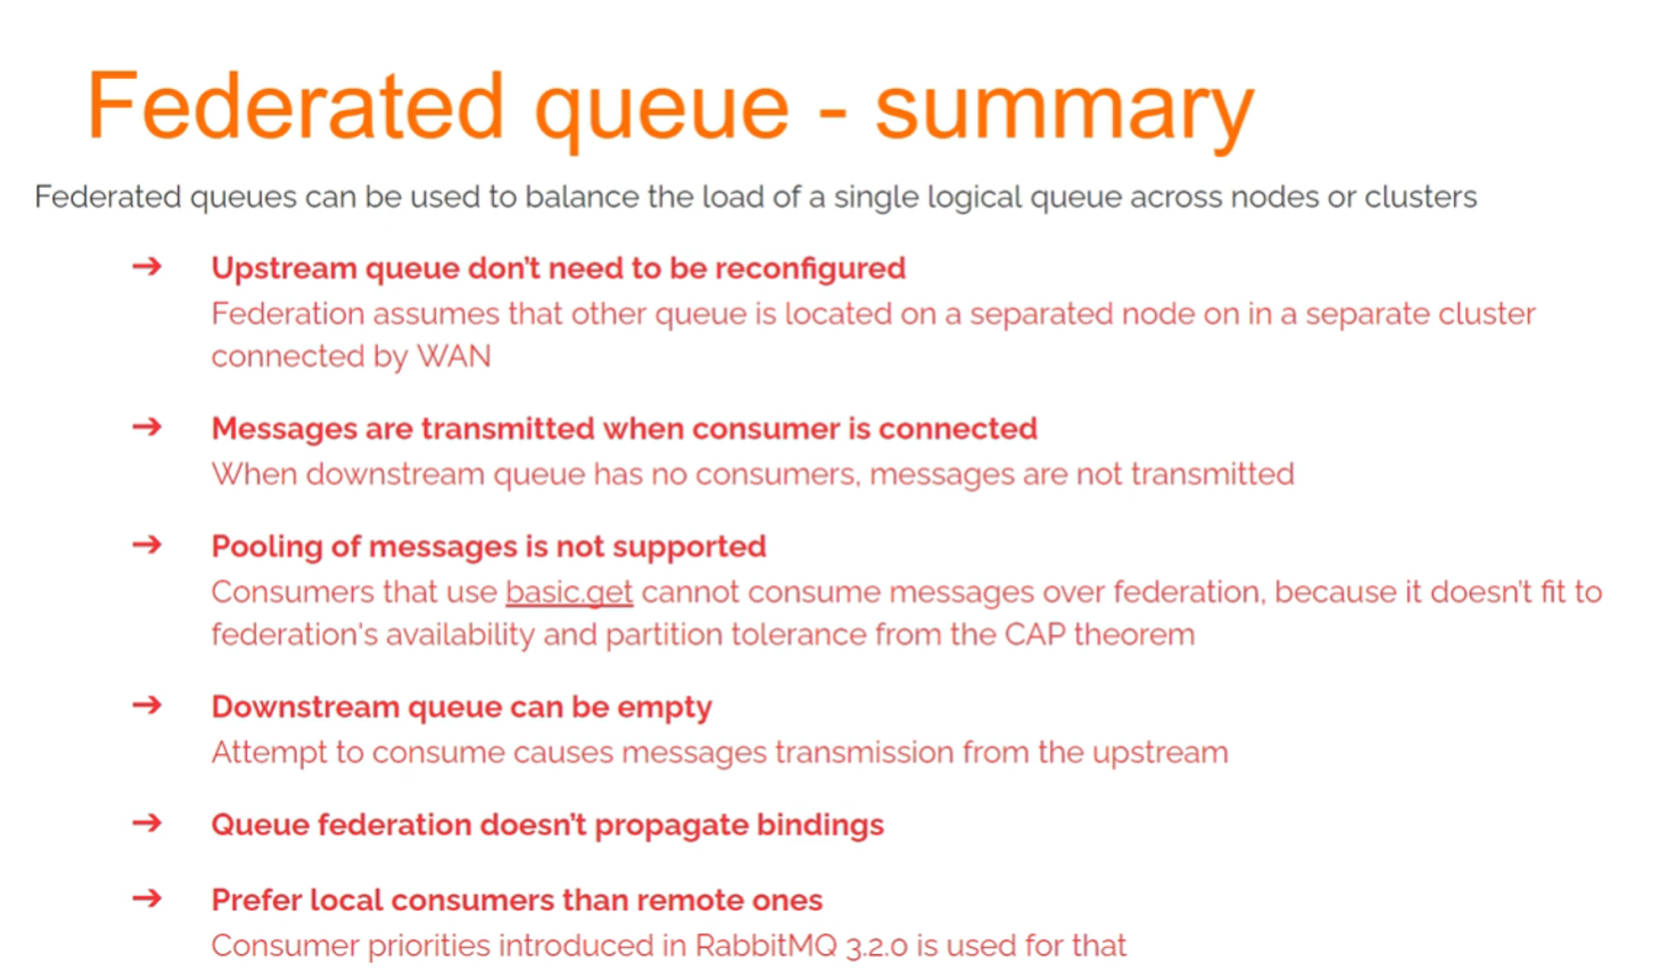 Federated queue - summary
Federated queues can be used to balance the load of a single logical queue across nodes or clusters
➔ Upstream queue don't need to be reconfigured
Federation assumes that other queue is located on a separated node on in a separate cluster
connected by WAN
➔ Messages are transmitted when consumer is connected
When downstream queue has no consumers, messages are not transmitted
➔ Pooling of messages is not supported
Consumers that use basic.get cannot consume messages over federation, because it doesn't fit to
federation's availability and partition tolerance from the CAP theorem
➔ Downstream queue can be empty
Attempt to consume causes messages transmission from the upstream
➔ Queue federation doesn't propagate bindings
➔ Prefer local consumers than remote ones
Consumer priorities introduced in RabbitMQ 3.2.0 is used for that